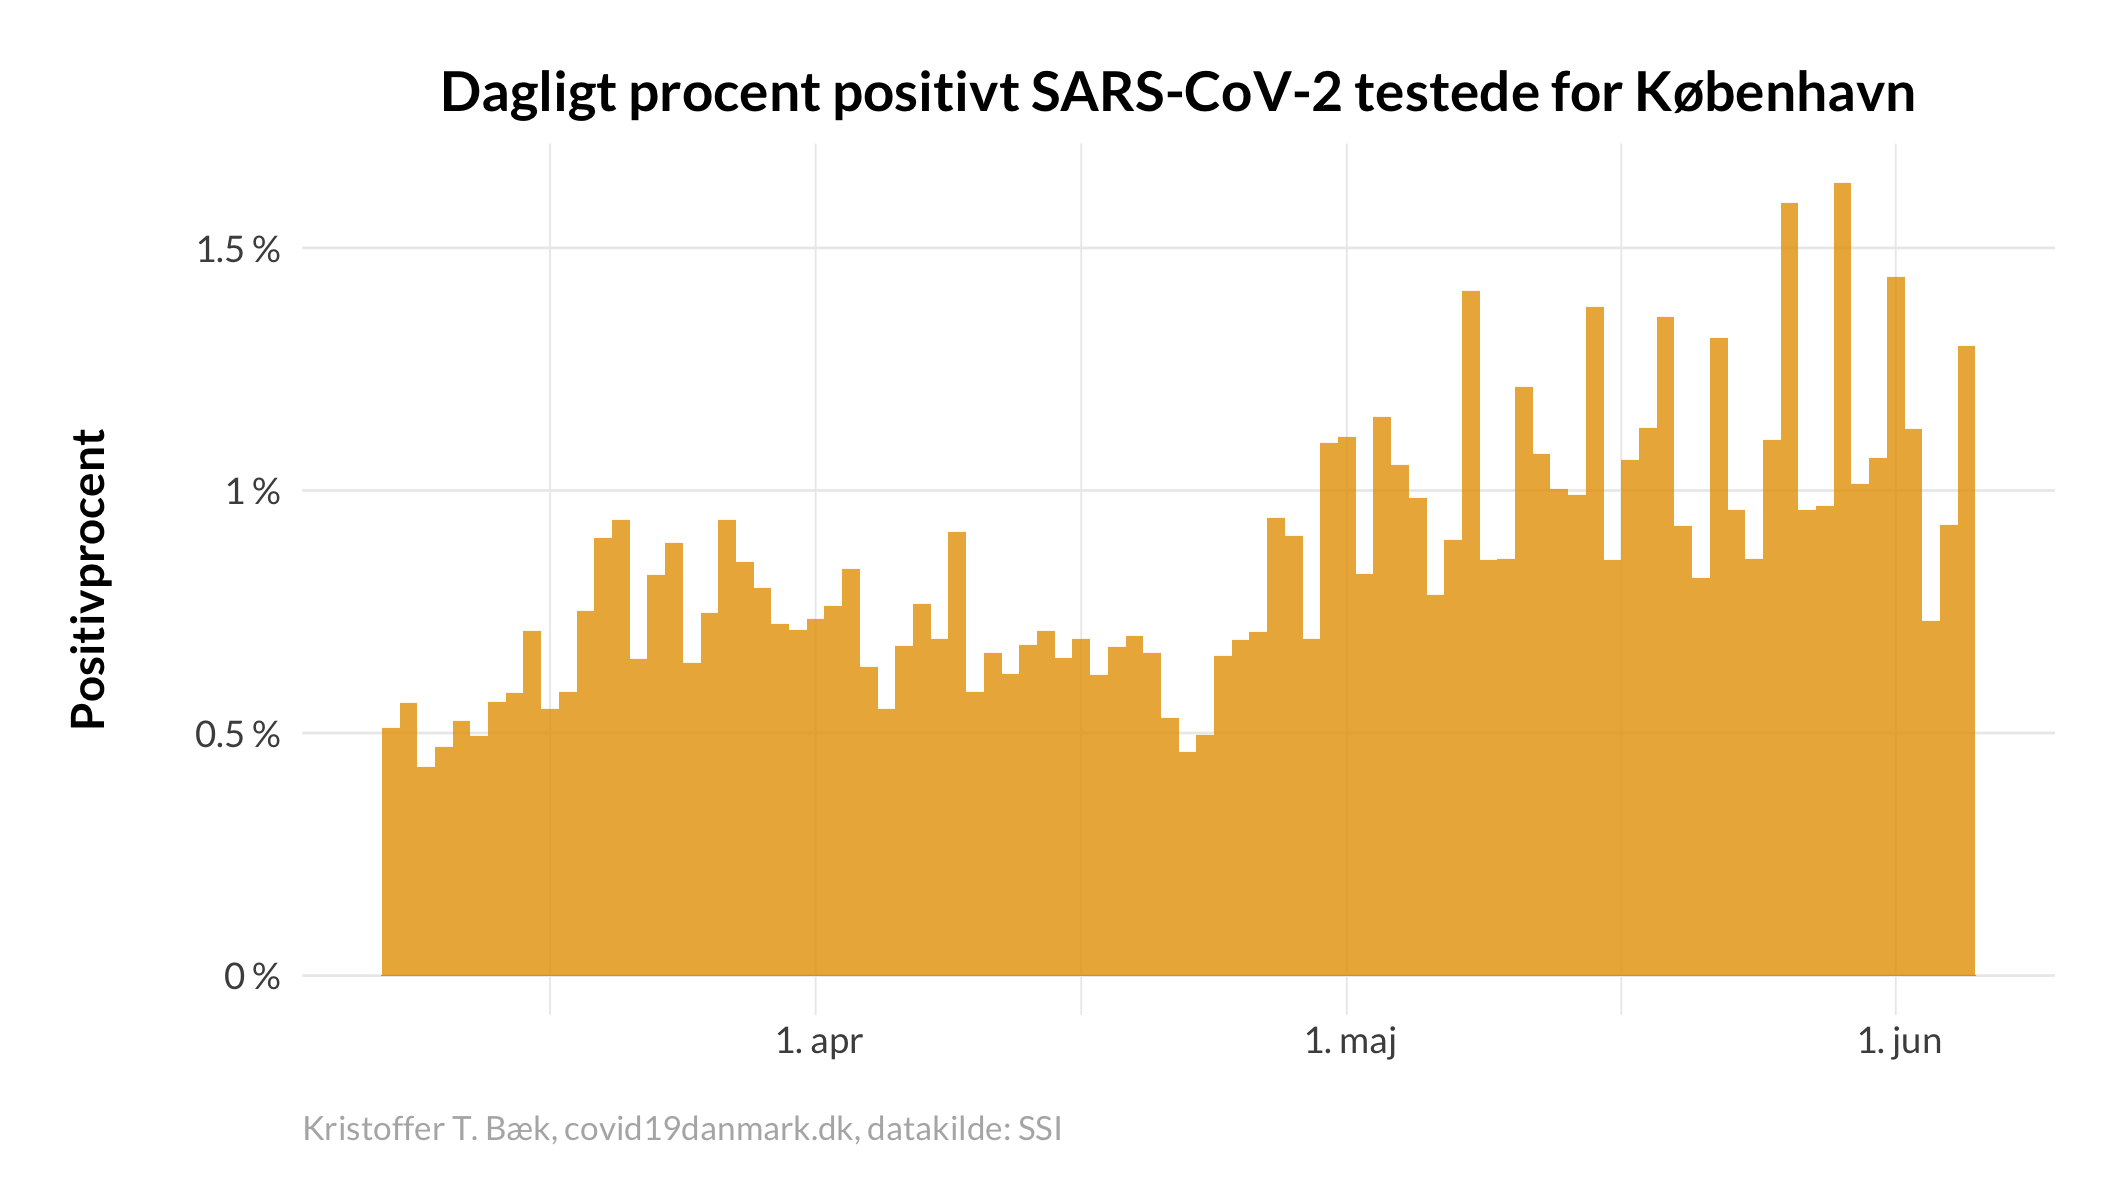 Dagligt procent positivt SARS-CoV-2 testede for København
Positivprocent
1.5 %
1 %
0.5 %
0 %
1. apr
1. maj
1. jun
Kristoffer T. Bæk, covid19danmark.dk, datakilde: SSI